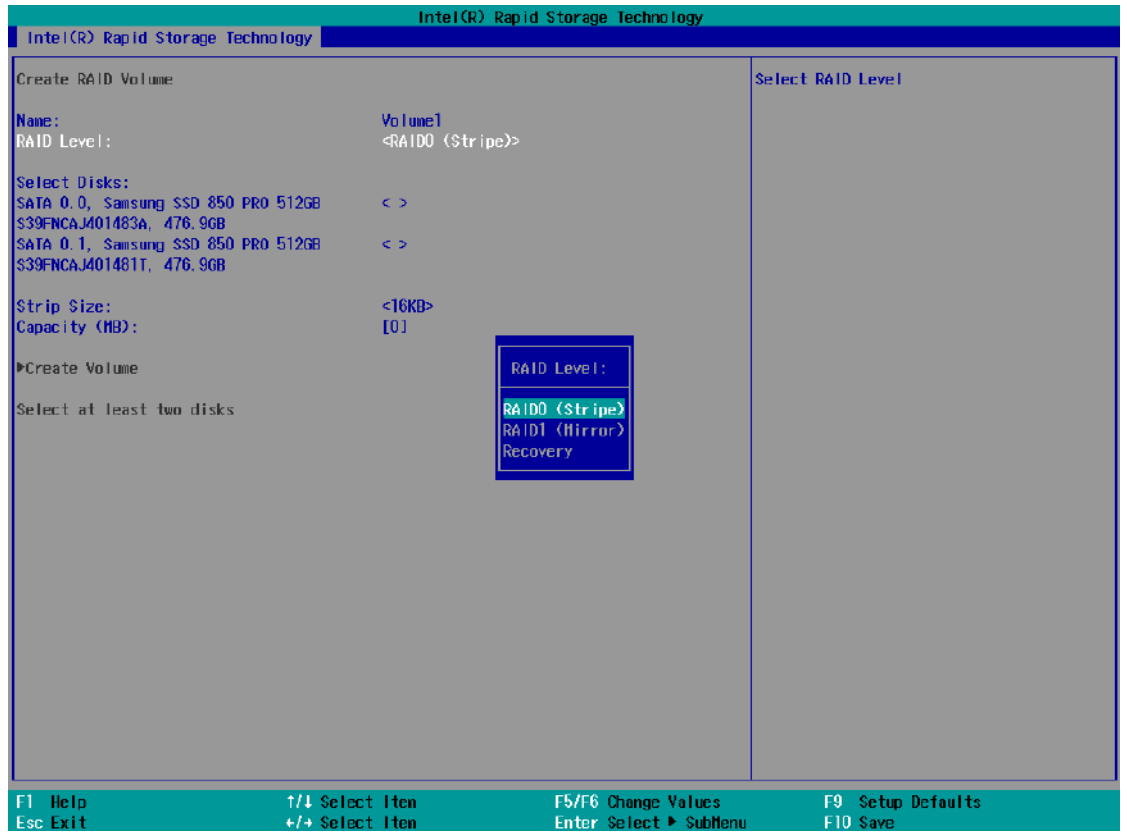 Intel(R) Rapid Storage Technology
Intel(R) Rapid Storage Technology
Create RAID Volume
Select RAID Level
Name: Volume1
RAID Level: <RAID0 (Stripe)>
Select Disks:
SATA 0.0, Samsung SSD 850 PRO 512GB < >
S39FNCAJ401483A, 476.9GB
SATA 0.1, Samsung SSD 850 PRO 512GB < >
S39FNCAJ401481T, 476.9GB
Strip Size: <16KB>
Capacity (MB): [0]
▶Create Volume
Select at least two disks
RAID Level:
RAID0 (Stripe)
RAID1 (Mirror)
Recovery
F1 Help ↑/↓ Select Item F5/F6 Change Values F9 Setup Defaults
Esc Exit ←/→ Select Item Enter Select ▶ SubMenu F10 Save